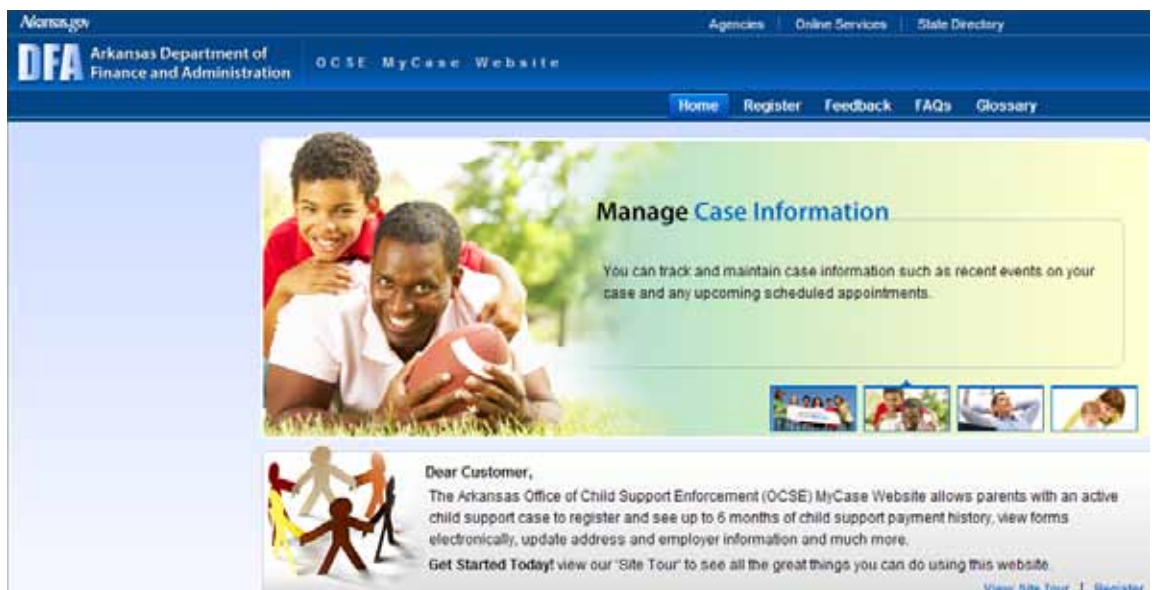 Arkansas.gov
Agencies | Online Services | State Directory
DFA Arkansas Department of
Finance and Administration
OCSE MyCase Website
Home Register Feedback FAQs Glossary
Manage Case Information
You can track and maintain case information such as recent events on your
case and any upcoming scheduled appointments.
Dear Customer,
The Arkansas Office of Child Support Enforcement (OCSE) MyCase Website allows parents with an active
child support case to register and see up to 6 months of child support payment history, view forms
electronically, update address and employer information and much more.
Get Started Today! view our 'Site Tour' to see all the great things you can do using this website.
View Site Tour | Register